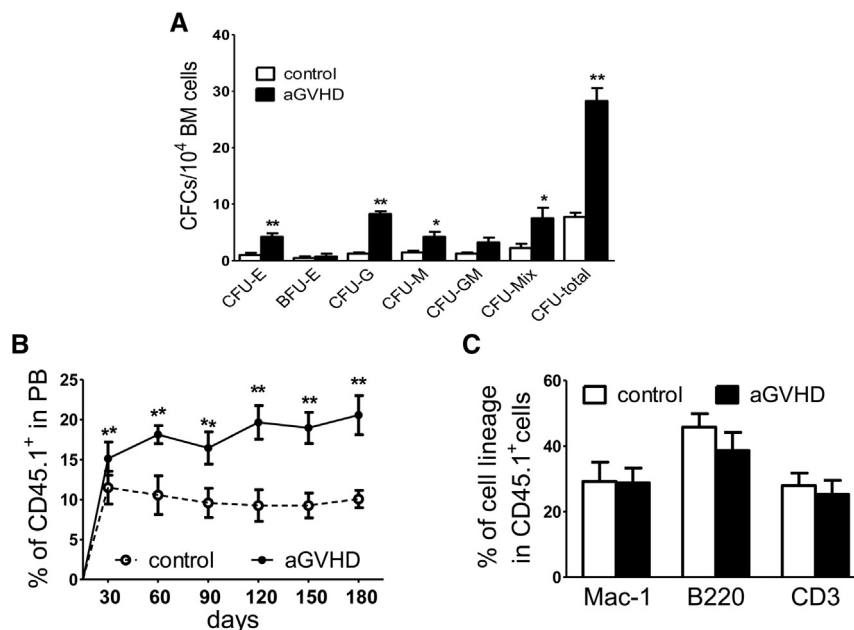 A
CFCs/10⁴ BM cells
40
30
20
10
0
control
aGVHD
**
**
*
*
**
CFU-E
BFU-E
CFU-G
CFU-M
CFU-GM
CFU-Mix
CFU-total
B
% of CD45.1⁺ in PB
25
20
15
10
5
0
**
**
**
**
**
**
control
aGVHD
30 60 90 120 150 180
days
C
% of cell lineage
in CD45.1⁺cells
60
40
20
0
control
aGVHD
Mac-1 B220 CD3